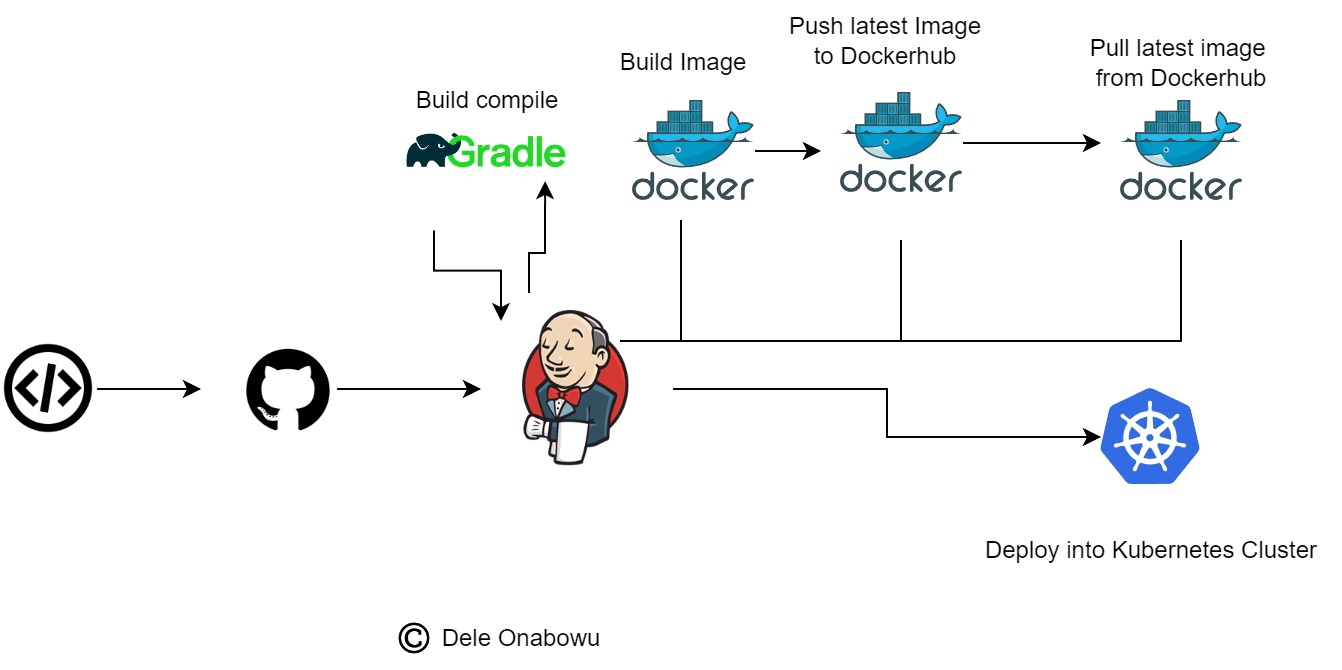 Push latest Image
to Dockerhub
Pull latest image
from Dockerhub
Build Image
Build compile
Gradle
docker
docker
docker
</>
Deploy into Kubernetes Cluster
© Dele Onabowu